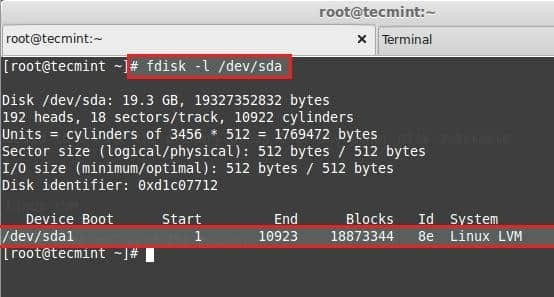 root@tecmint:~
root@tecmint:~ × Terminal
[root@tecmint ~]# fdisk -l /dev/sda
Disk /dev/sda: 19.3 GB, 19327352832 bytes
192 heads, 18 sectors/track, 10922 cylinders
Units = cylinders of 3456 * 512 = 1769472 bytes
Sector size (logical/physical): 512 bytes / 512 bytes
I/O size (minimum/optimal): 512 bytes / 512 bytes
Disk identifier: 0xd1c07712
Device Boot Start End Blocks Id System
/dev/sda1 1 10923 18873344 8e Linux LVM
[root@tecmint ~]#